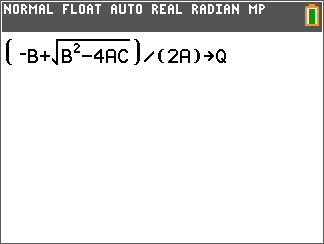 NORMAL FLOAT AUTO REAL RADIAN MP
(-B+√(B²-4AC))/(2A)→Q